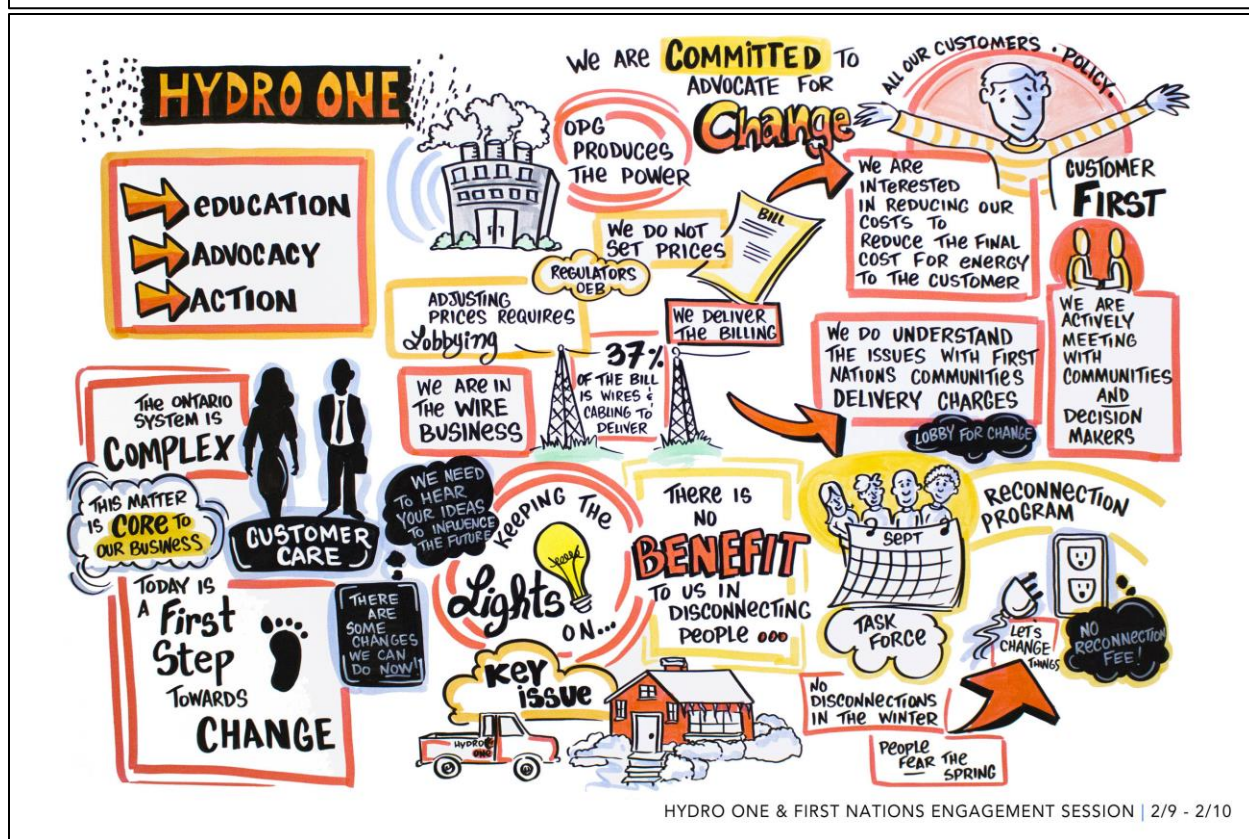 HYDRO ONE
EDUCATION
ADVOCACY
ACTION
WE ARE COMMITTED TO
ADVOCATE FOR
Change
ALL OUR CUSTOMERS • POLICY.
CUSTOMER
FIRST
OPG
PRODUCES
THE POWER
WE DO NOT
SET PRICES
BILL
REGULATORS
OEB
WE DELIVER
THE BILLING
ADJUSTING
PRICES REQUIRES
Lobbying
WE ARE IN
THE WIRE
BUSINESS
37%
OF THE BILL
IS WIRES &
CABLING TO
DELIVER
WE ARE
INTERESTED
IN REDUCING OUR
COSTS TO
REDUCE THE FINAL
COST FOR ENERGY
TO THE CUSTOMER
WE ARE
ACTIVELY
MEETING
WITH
COMMUNITIES
AND
DECISION
MAKERS
WE DO UNDERSTAND
THE ISSUES WITH FIRST
NATIONS COMMUNITIES
DELIVERY CHARGES
LOBBY FOR CHANGE
THE ONTARIO
SYSTEM IS
COMPLEX
THIS MATTER
IS CORE TO
OUR BUSINESS
CUSTOMER
CARE
WE NEED
TO HEAR
YOUR IDEAS
TO INFLUENCE
THE FUTURE
TODAY IS
A First
Step
TOWARDS
CHANGE
THERE
ARE
SOME
CHANGES
WE CAN
DO NOW!
KEEPING THE
Lights
ON...
KEY
ISSUE
HYDRO
ONE
THERE IS
NO
BENEFIT
TO US IN
DISCONNECTING
PEOPLE...
SEPT
TASK
FORCE
RECONNECTION
PROGRAM
LET'S
CHANGE
THINGS
NO
RECONNECTION
FEE!
NO
DISCONNECTIONS
IN THE WINTER
PEOPLE
FEAR THE
SPRING
HYDRO ONE & FIRST NATIONS ENGAGEMENT SESSION | 2/9 - 2/10